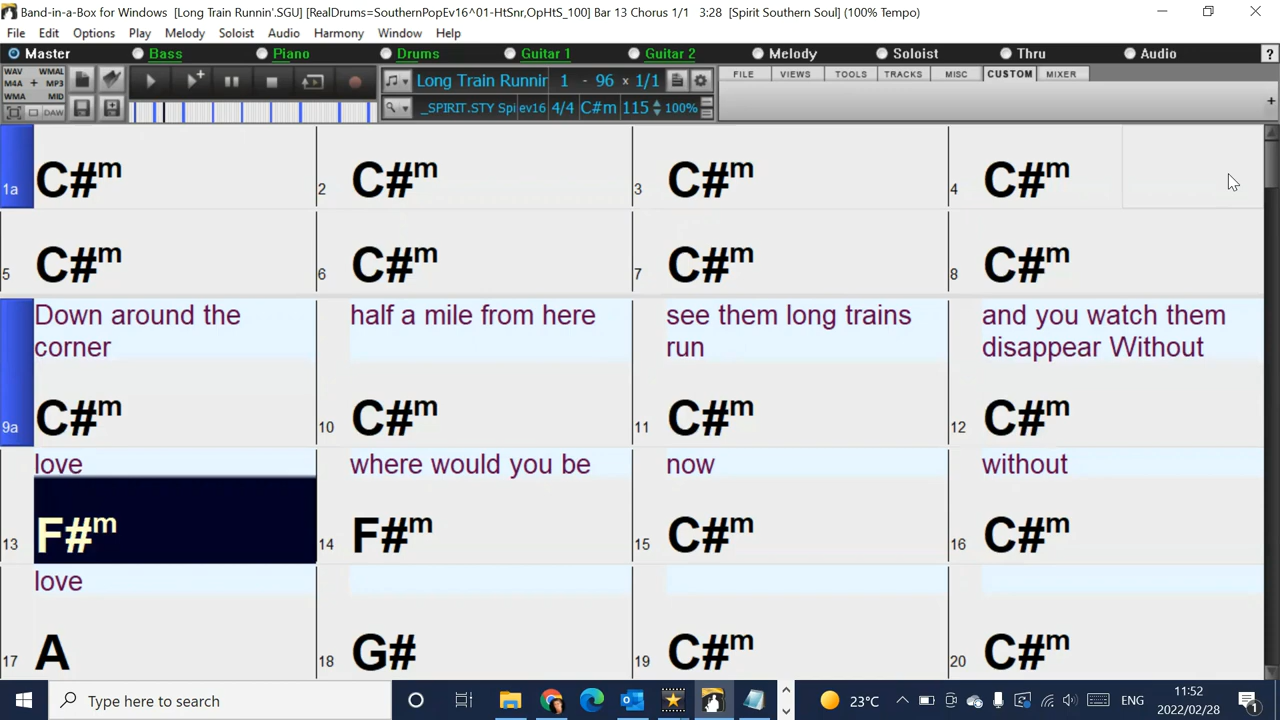 Band-in-a-Box for Windows [Long Train Runnin'.SGU] [RealDrums=SouthernPopEv16^01-HtSnr,OpHtS_100] Bar 13 Chorus 1/1 3:28 [Spirit Southern Soul] (100% Tempo)
File Edit Options Play Melody Soloist Audio Harmony Window Help
Master Bass Piano Drums Guitar 1 Guitar 2 Melody Soloist Thru Audio ?
WAV WMAL
M4A + MP3
WMA MID
DAW
Long Train Runnin 1 - 96 x 1/1
_SPIRIT.STY Spi ev16 4/4 C#m 115 100%
FILE VIEWS TOOLS TRACKS MISC CUSTOM MIXER
+
1a C#m 2 C#m 3 C#m 4 C#m
5 C#m 6 C#m 7 C#m 8 C#m
Down around the half a mile from here see them long trains and you watch them
corner run disappear Without
9a C#m 10 C#m 11 C#m 12 C#m
love where would you be now without
13 F#m 14 F#m 15 C#m 16 C#m
love
17 A 18 G# 19 C#m 20 C#m
Type here to search
23°C
ENG
11:52
2022/02/28
1